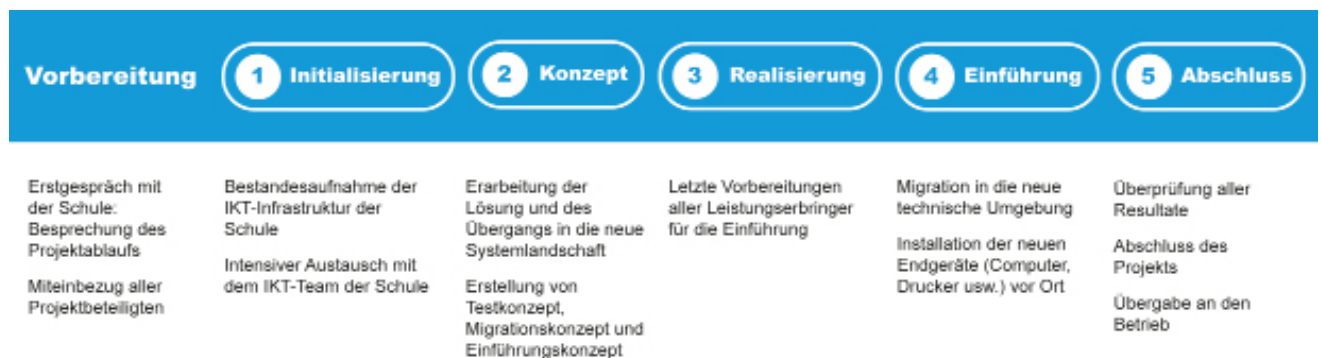 Vorbereitung
1 Initialisierung
2 Konzept
3 Realisierung
4 Einführung
5 Abschluss
Erstgespräch mit
der Schule:
Besprechung des
Projektablaufs
Miteinbezug aller
Projektbeteiligten
Bestandesaufnahme der
IKT-Infrastruktur der
Schule
Intensiver Austausch mit
dem IKT-Team der Schule
Erarbeitung der
Lösung und des
Übergangs in die neue
Systemlandschaft
Erstellung von
Testkonzept,
Migrationskonzept und
Einführungskonzept
Letzte Vorbereitungen
aller Leistungserbringer
für die Einführung
Migration in die neue
technische Umgebung
Installation der neuen
Endgeräte (Computer,
Drucker usw.) vor Ort
Überprüfung aller
Resultate
Abschluss des
Projekts
Übergabe an den
Betrieb